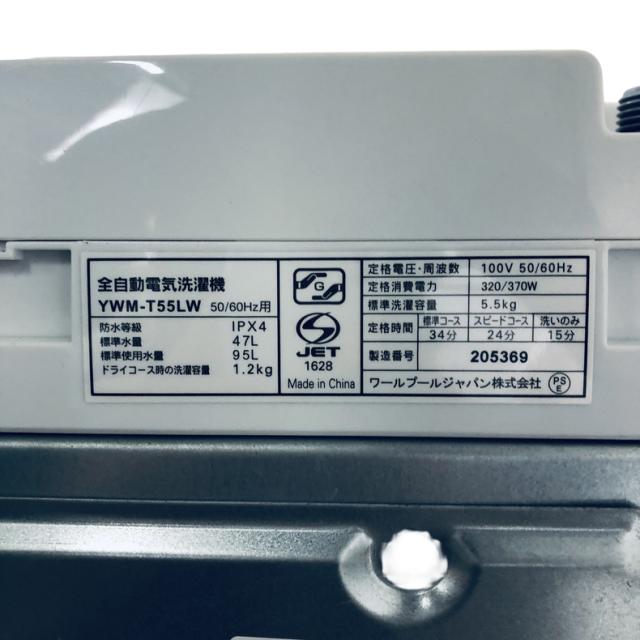 全自動電気洗濯機
YWM-T55LW 50/60Hz用
防水等級 IPX4
標準水量 47L
標準使用水量 95L
ドライコース時の洗濯容量 1.2kg
G
S
JET
1628
Made in China
定格電圧・周波数 100V 50/60Hz
定格消費電力 320/370W
標準洗濯容量 5.5kg
定格時間 標準コース スピードコース 洗いのみ
34分 24分 15分
製造番号 205369
ワールプールジャパン株式会社 PSE